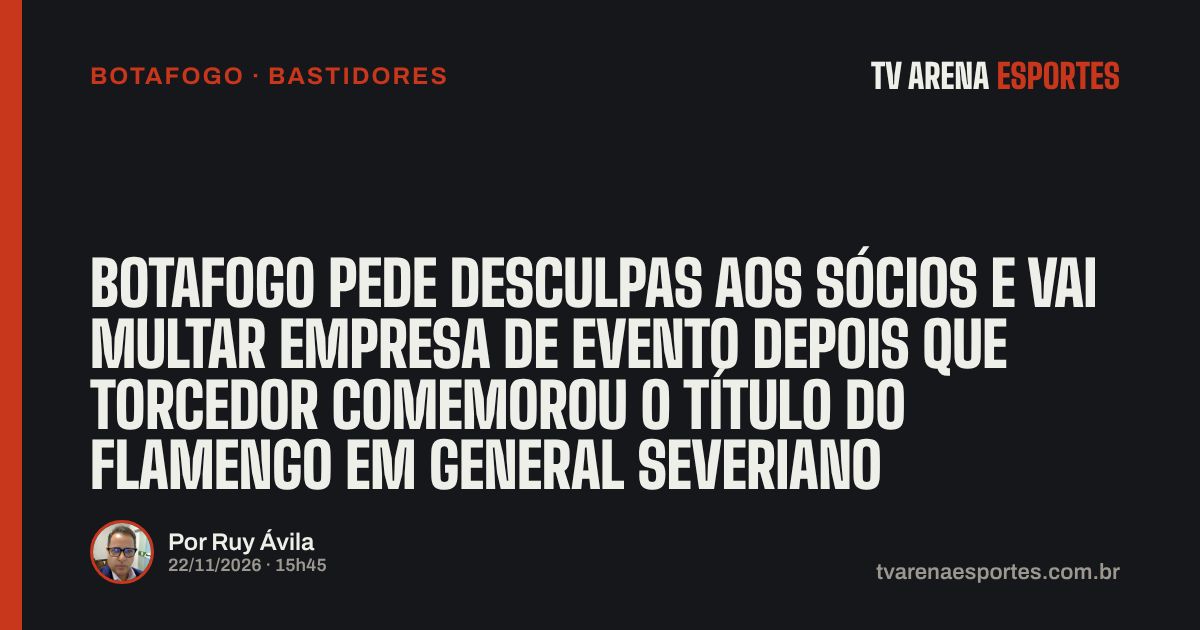 BOTAFOGO · BASTIDORES
TV ARENA ESPORTES
BOTAFOGO PEDE DESCULPAS AOS SÓCIOS E VAI
MULTAR EMPRESA DE EVENTO DEPOIS QUE
TORCEDOR COMEMOROU O TÍTULO DO
FLAMENGO EM GENERAL SEVERIANO
Por Ruy Ávila
22/11/2026 · 15h45
tvarenaesportes.com.br